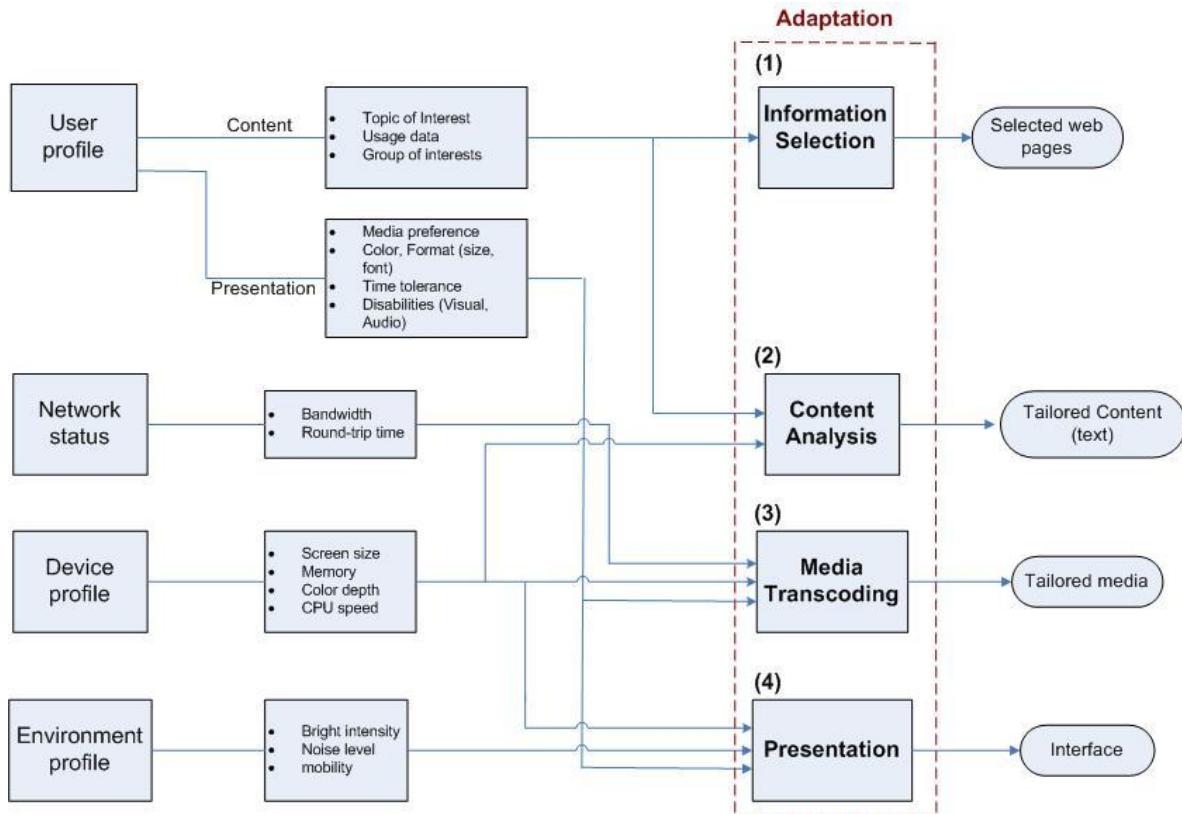 Adaptation
(1)
User
profile
Content
• Topic of Interest
• Usage data
• Group of interests
Information
Selection
Selected web
pages
Presentation
• Media preference
• Color, Format (size,
font)
• Time tolerance
• Disabilities (Visual,
Audio)
(2)
Network
status
• Bandwidth
• Round-trip time
Content
Analysis
Tailored Content
(text)
(3)
Device
profile
• Screen size
• Memory
• Color depth
• CPU speed
Media
Transcoding
Tailored media
(4)
Environment
profile
• Bright intensity
• Noise level
• mobility
Presentation
Interface